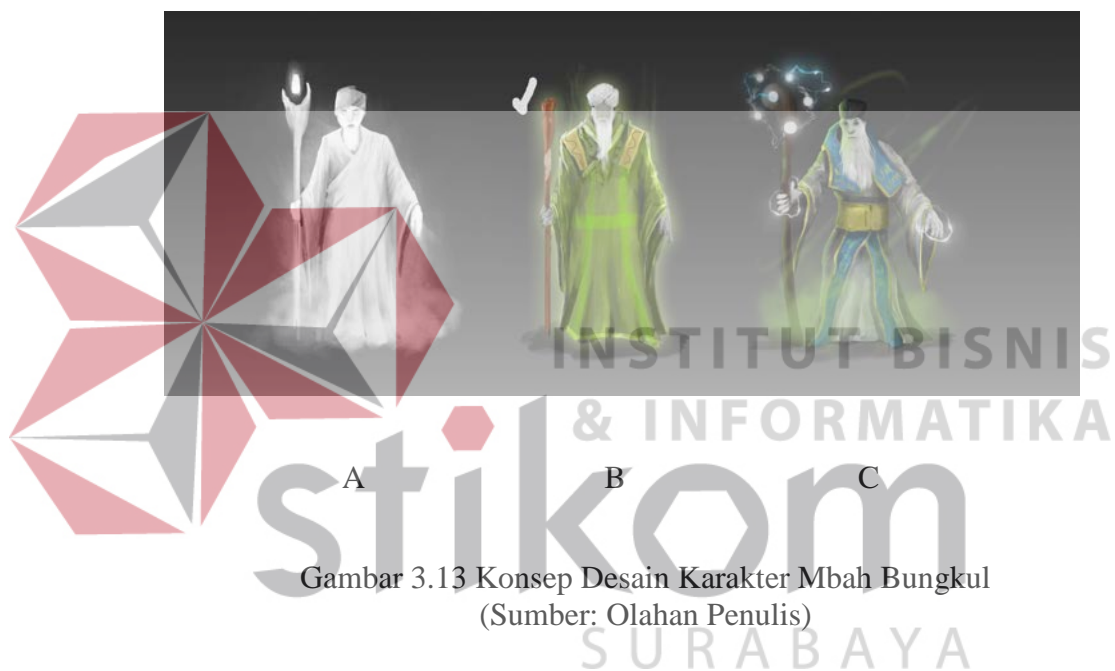 INSTITUT BISNIS
& INFORMATIKA
A B C
stikom
Gambar 3.13 Konsep Desain Karakter Mbah Bungkul
(Sumber: Olahan Penulis)
SURABAYA